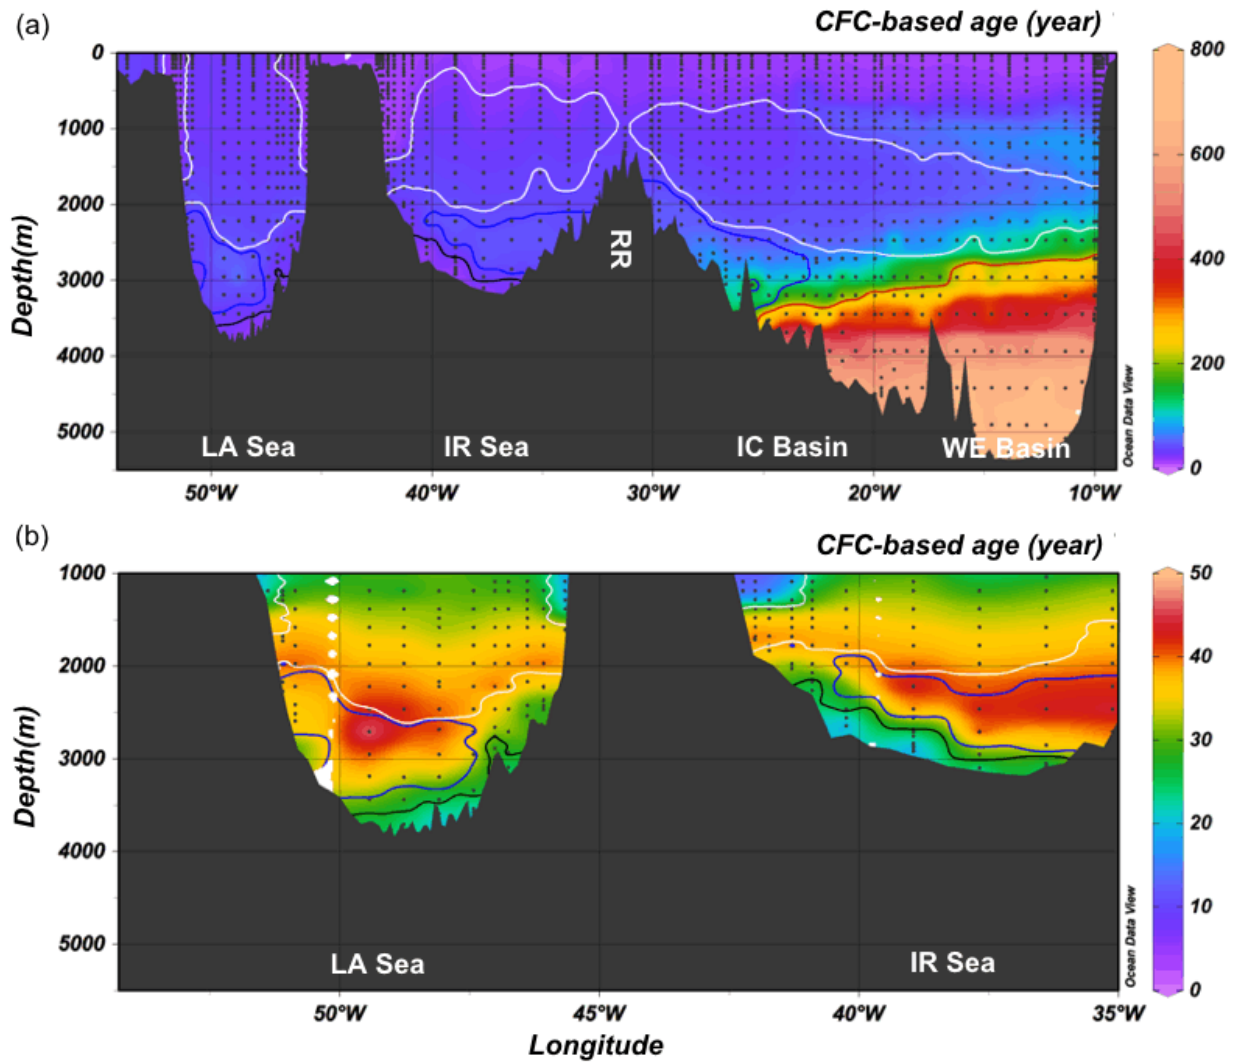 (a)
CFC-based age (year)
0
1000
2000
3000
4000
5000
Depth(m)
RR
LA Sea
IR Sea
IC Basin
WE Basin
50°W
40°W
30°W
20°W
10°W
800
600
400
200
0
Ocean Data View
(b)
CFC-based age (year)
1000
2000
3000
4000
5000
Depth(m)
LA Sea
IR Sea
50°W
45°W
40°W
35°W
50
40
30
20
10
0
Ocean Data View
Longitude